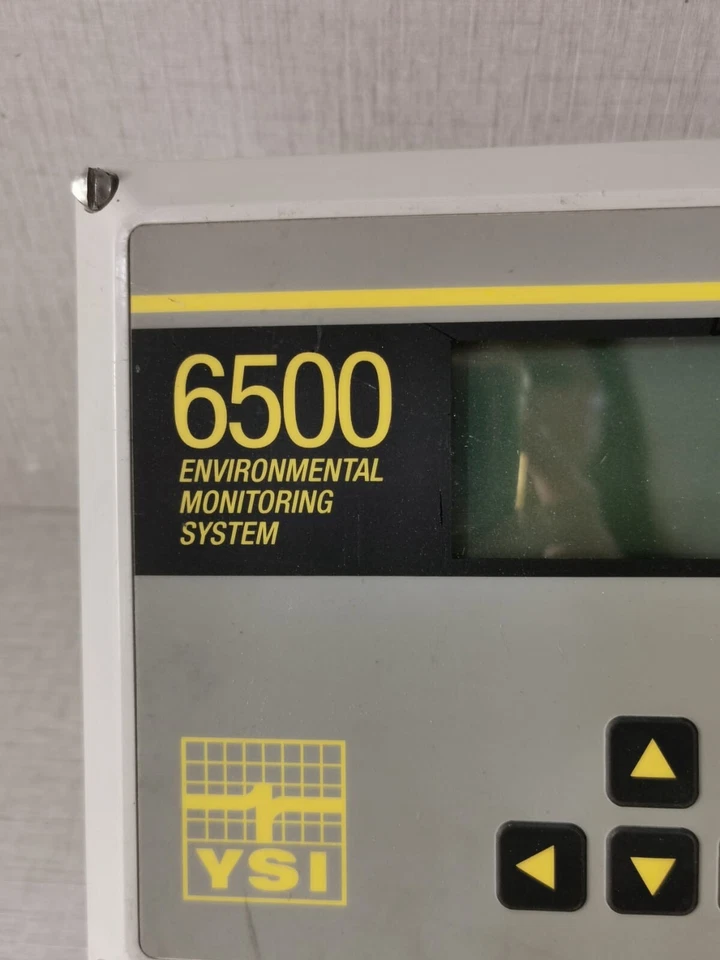 6500
ENVIRONMENTAL
MONITORING
SYSTEM
YSI